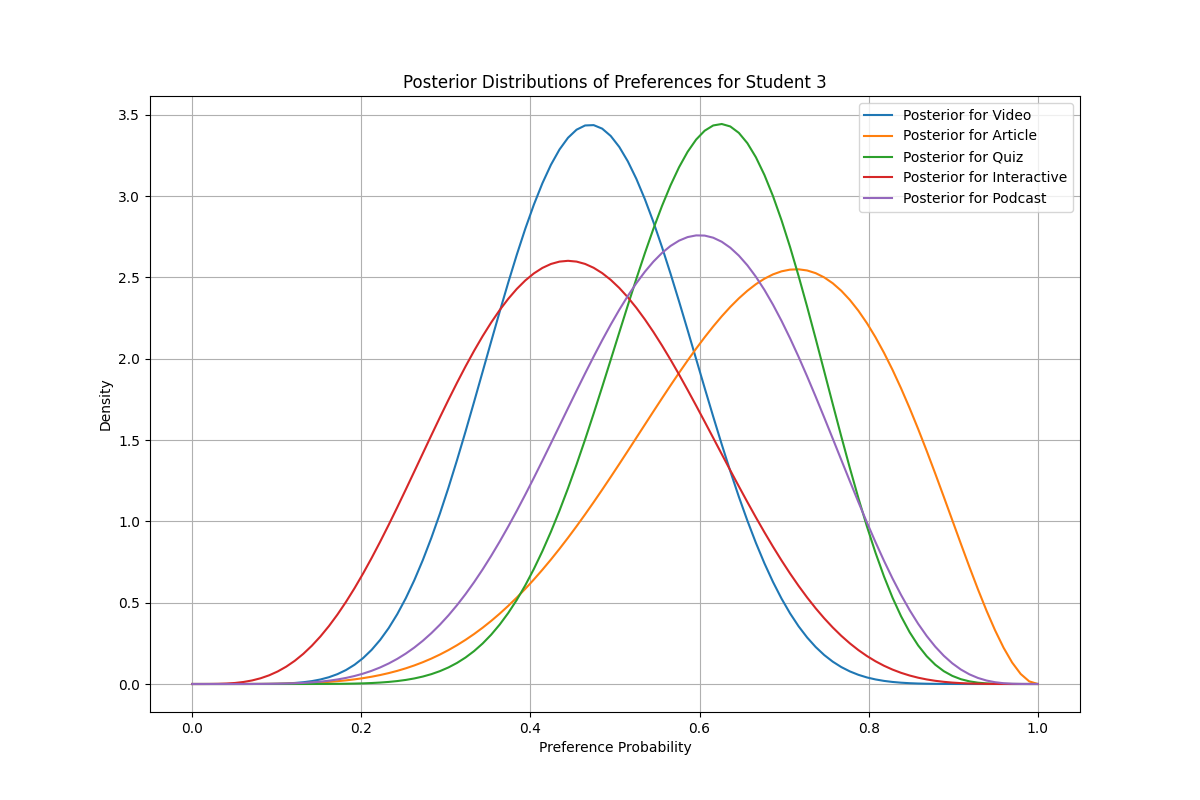 Posterior Distributions of Preferences for Student 3
3.5
3.0
2.5
2.0
1.5
1.0
0.5
0.0
Density
Posterior for Video
Posterior for Article
Posterior for Quiz
Posterior for Interactive
Posterior for Podcast
0.0 0.2 0.4 0.6 0.8 1.0
Preference Probability